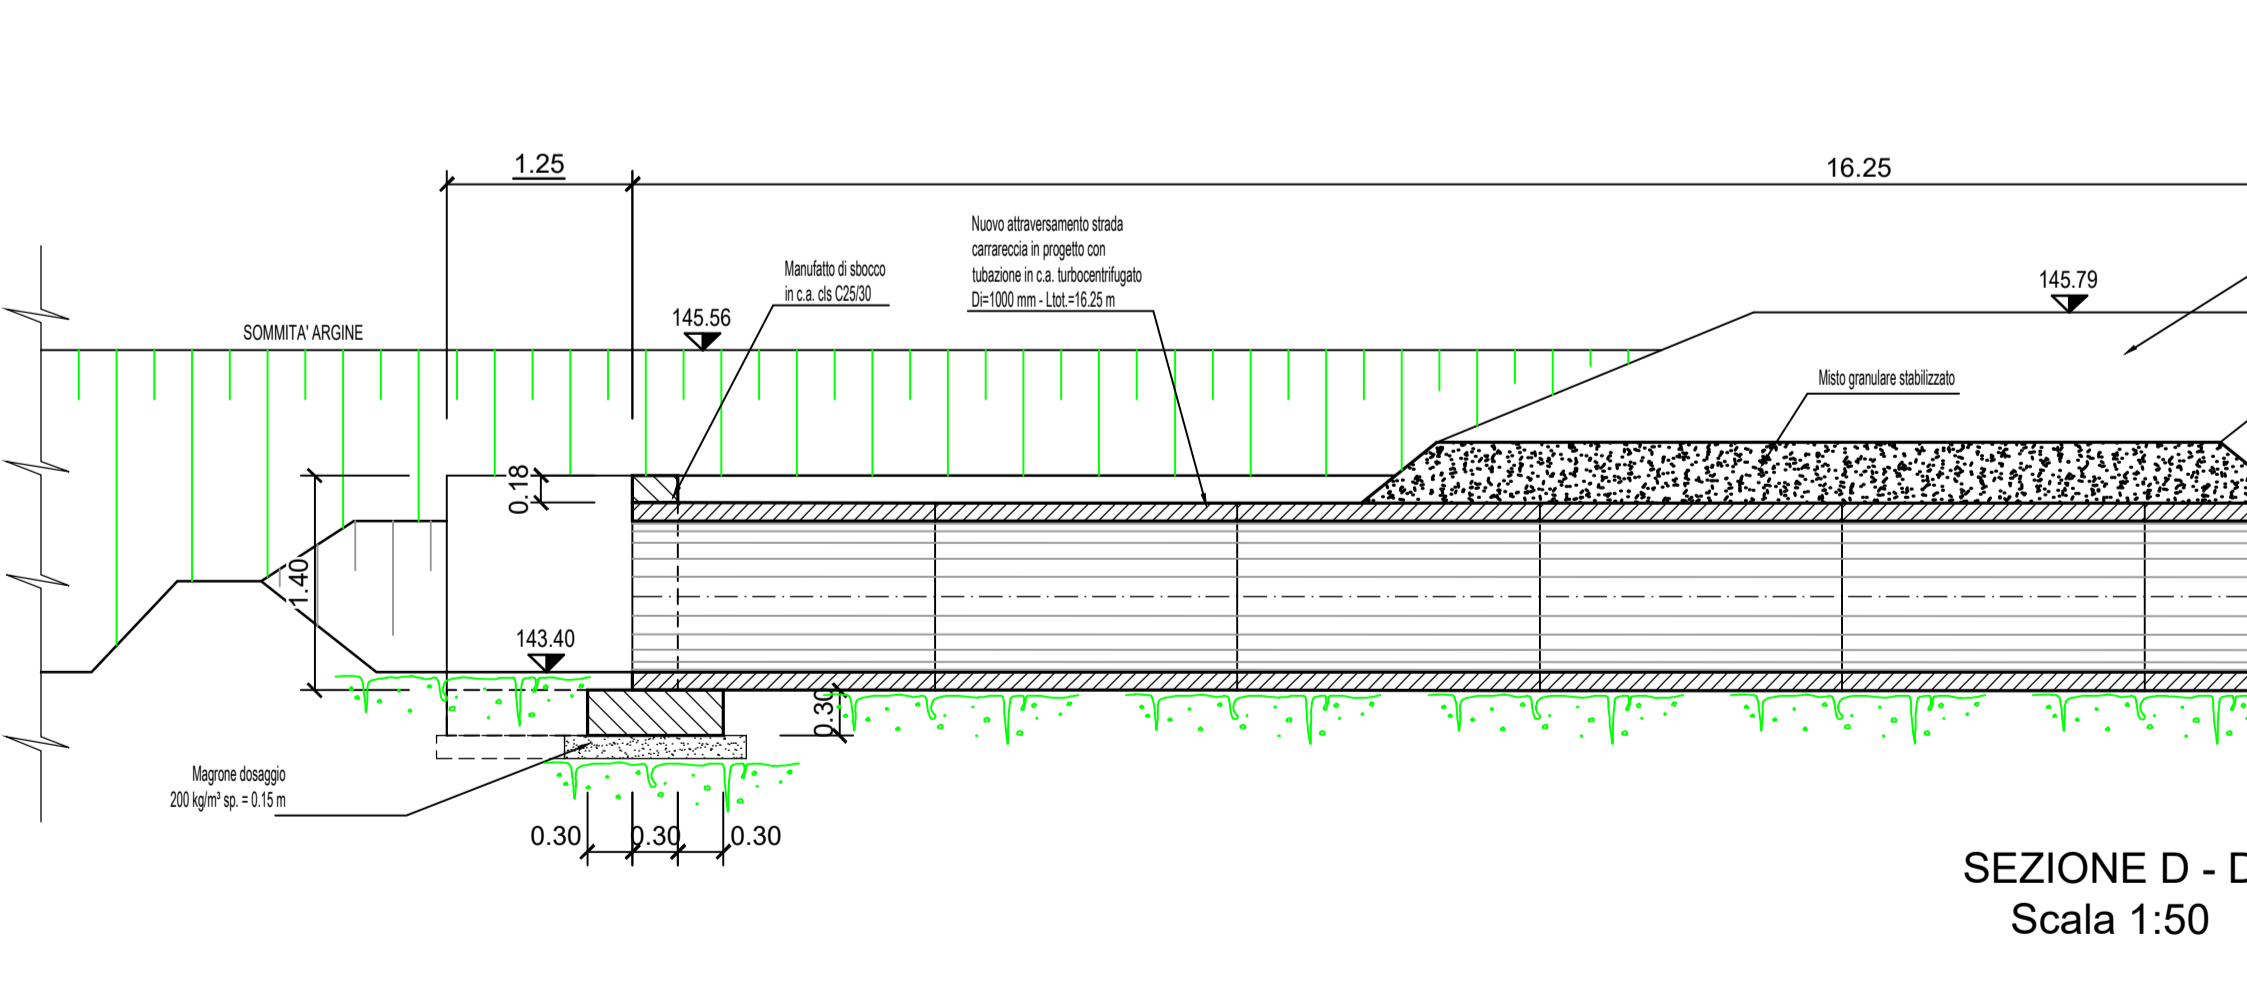 1.25
16.25
Nuovo attraversamento strada
carrareccia in progetto con
tubazione in c.a. turbocentrifugato
Di=1000 mm - Ltot.=16.25 m
Manufatto di sbocco
in c.a. cls C25/30
145.79
145.56
SOMMITA' ARGINE
Misto granulare stabilizzato
0.18
1.40
143.40
0.30
Magrone dosaggio
200 kg/m³ sp. = 0.15 m
0.30 0.30 0.30
SEZIONE D - D
Scala 1:50